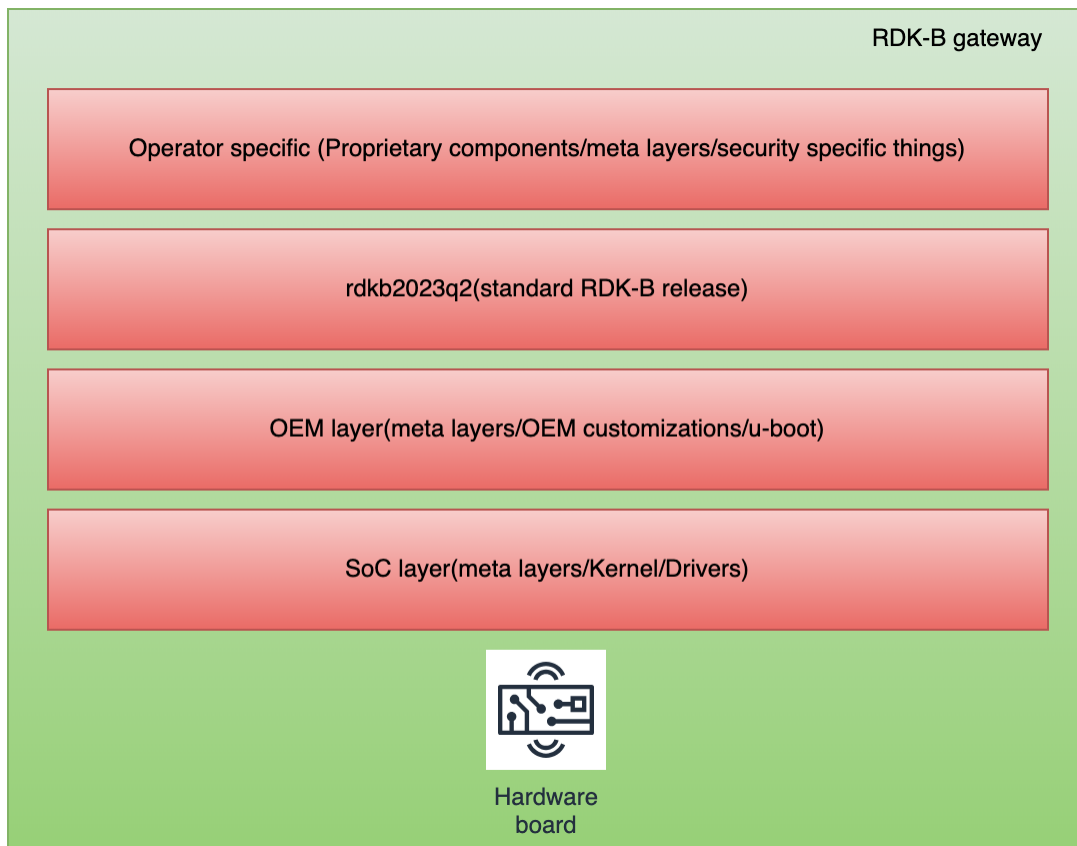 RDK-B gateway
Operator specific (Proprietary components/meta layers/security specific things)
rdkb2023q2(standard RDK-B release)
OEM layer(meta layers/OEM customizations/u-boot)
SoC layer(meta layers/Kernel/Drivers)
Hardware
board